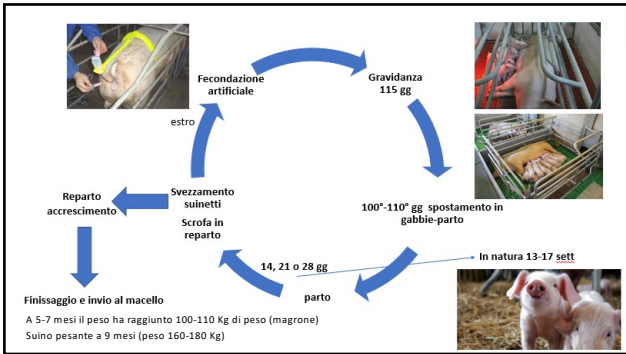 Fecondazione
artificiale
Gravidanza
115 gg
estro
Svezzamento
suinetti
Scrofa in
reparto
Reparto
accrescimento
100°-110° gg spostamento in
gabbie-parto
14, 21 o 28 gg
In natura 13-17 sett
parto
Finissaggio e invio al macello
A 5-7 mesi il peso ha raggiunto 100-110 Kg di peso (magrone)
Suino pesante a 9 mesi (peso 160-180 Kg)